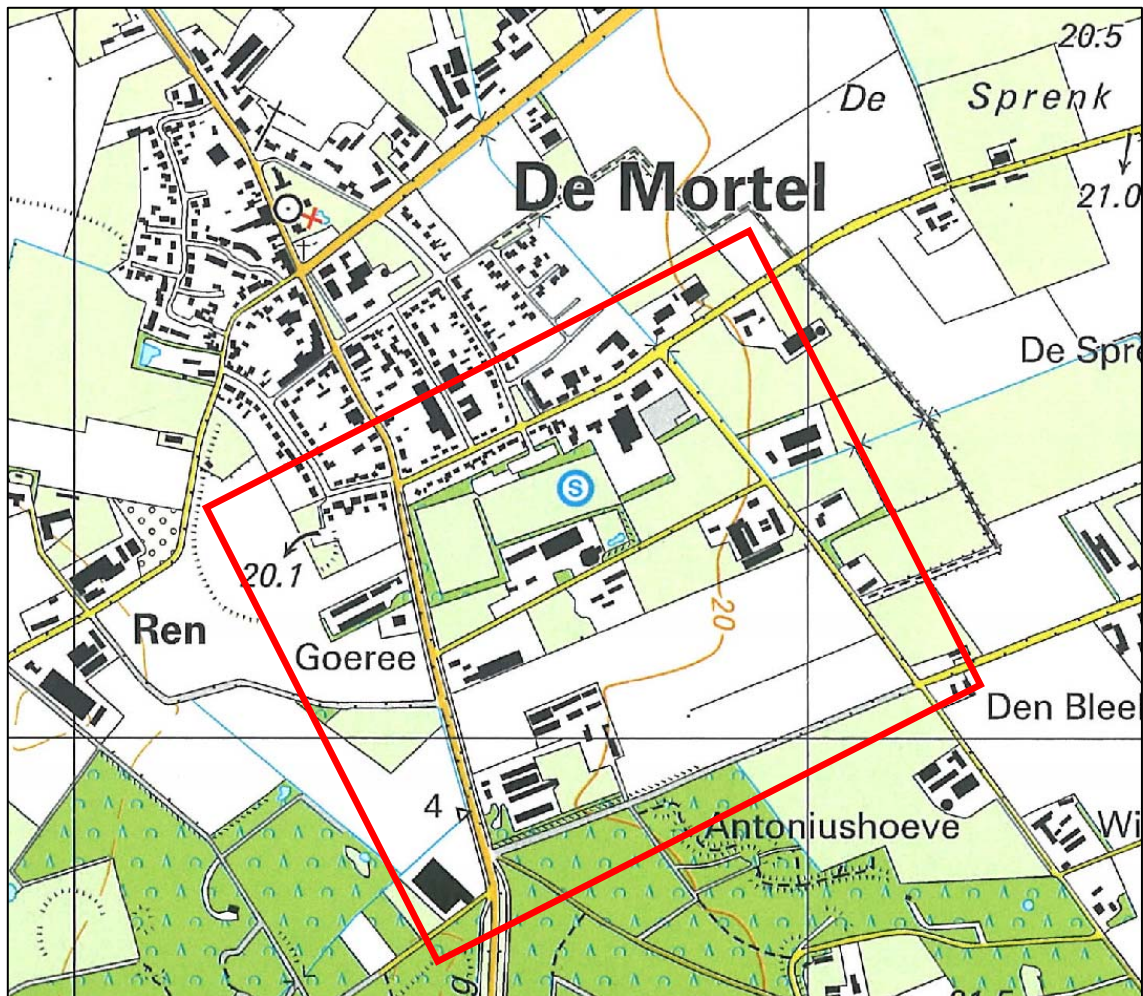 20.5
De Sprenk
De Mortel
21.0
De Spre
S
20.1
20
Ren
Goeree
Den Bleel
4
Antoniushoeve
Wi